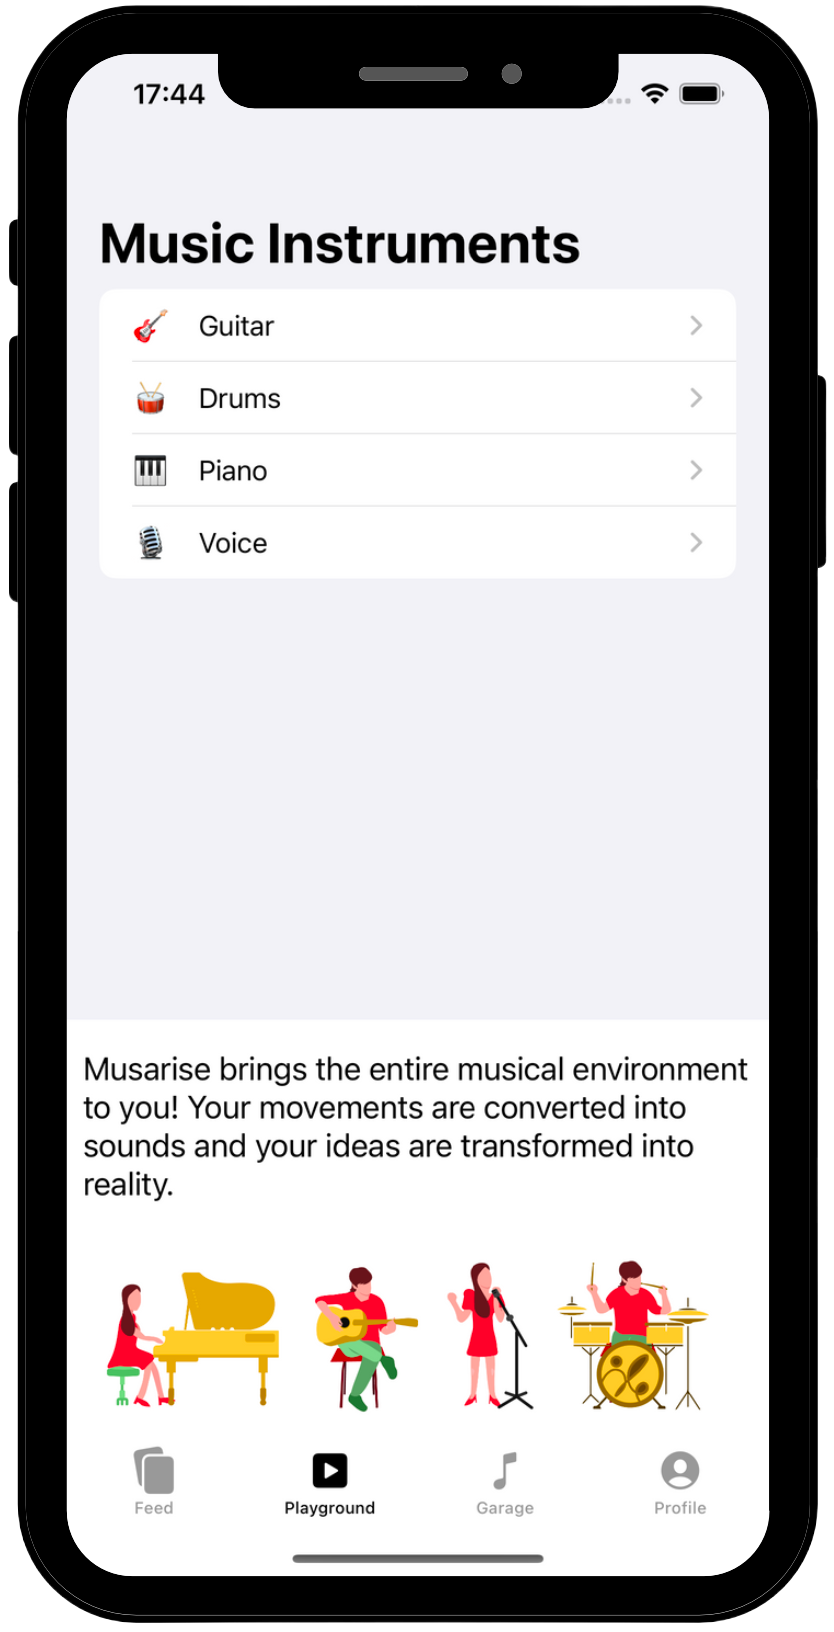 17:44
Music Instruments
Guitar
Drums
Piano
Voice
Musarise brings the entire musical environment
to you! Your movements are converted into
sounds and your ideas are transformed into
reality.
Feed
Playground
Garage
Profile